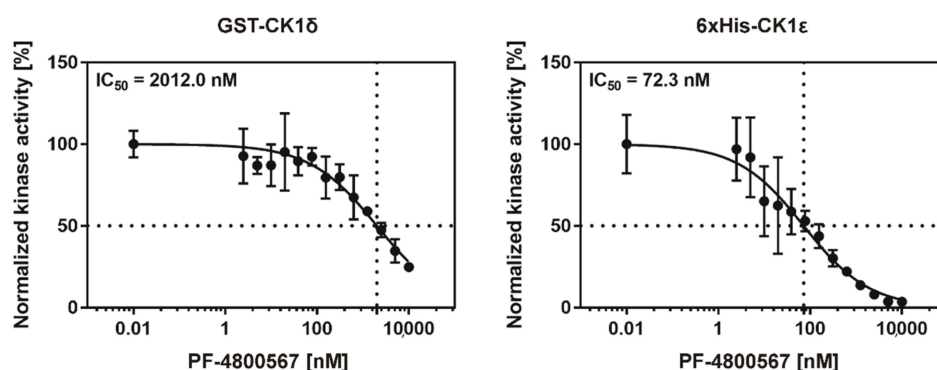 GST-CK1δ
Normalized kinase activity [%]
150
100
50
0
IC50 = 2012.0 nM
0.01
1
100
10,000
PF-4800567 [nM]
6xHis-CK1ε
Normalized kinase activity [%]
150
100
50
0
IC50 = 72.3 nM
0.01
1
100
10,000
PF-4800567 [nM]